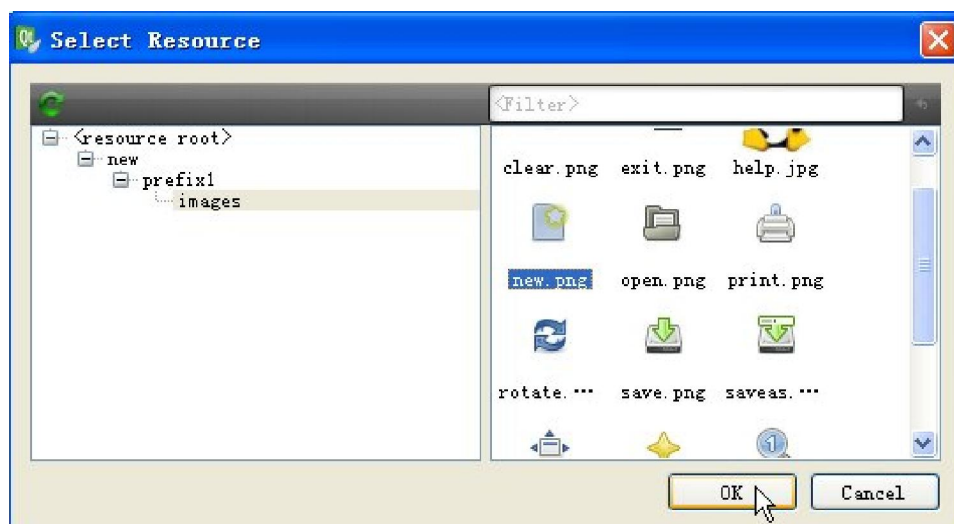 Select Resource
<Filter>
<resource root>
new
prefix1
images
clear.png exit.png help.jpg
new.png open.png print.png
rotate.... save.png saveas....
1
OK Cancel